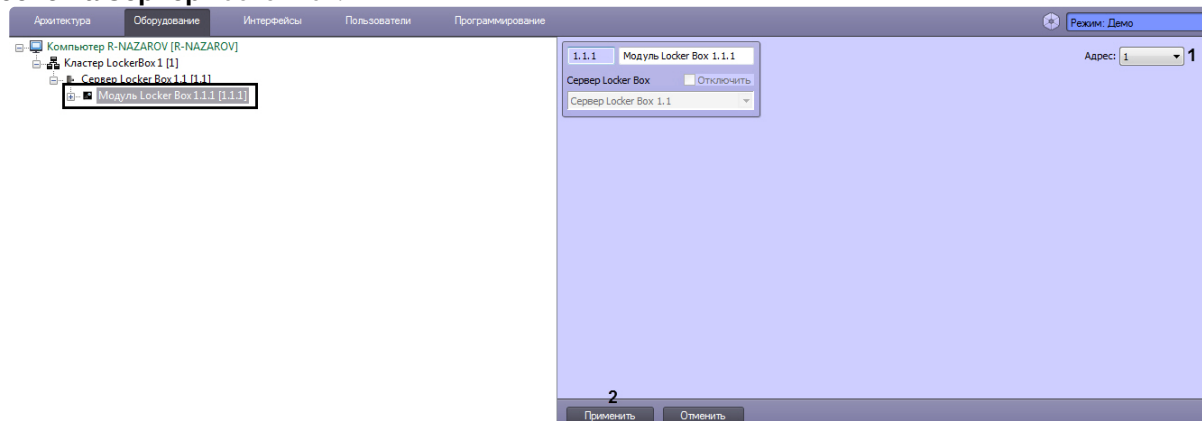 Архитектура Оборудование Интерфейсы Пользователи Программирование Режим: Демо
Компьютер R-NAZAROV [R-NAZAROV]
Кластер LockerBox 1 [1]
Сервер Locker Box 1.1 [1.1]
Модуль Locker Box 1.1.1 [1.1.1]
1.1.1 Модуль Locker Box 1.1.1
Сервер Locker Box Отключить
Сервер Locker Box 1.1
Адрес: 1 1
2
Применить Отменить